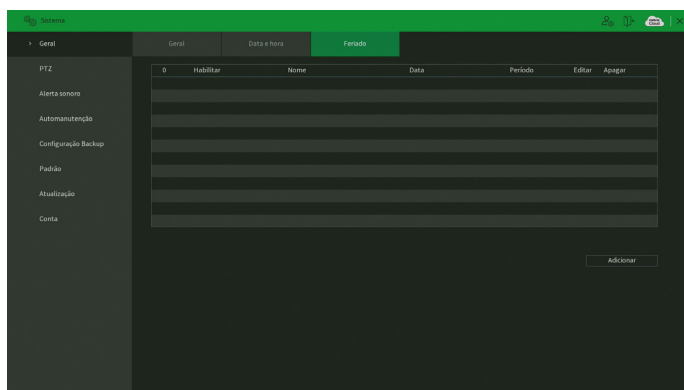 Sistema
Geral
PTZ
Alerta sonoro
Automanutenção
Configuração Backup
Padrão
Atualização
Conta
Geral Data e hora Feriado
0 Habilitar Nome Data Período Editar Apagar
Adicionar